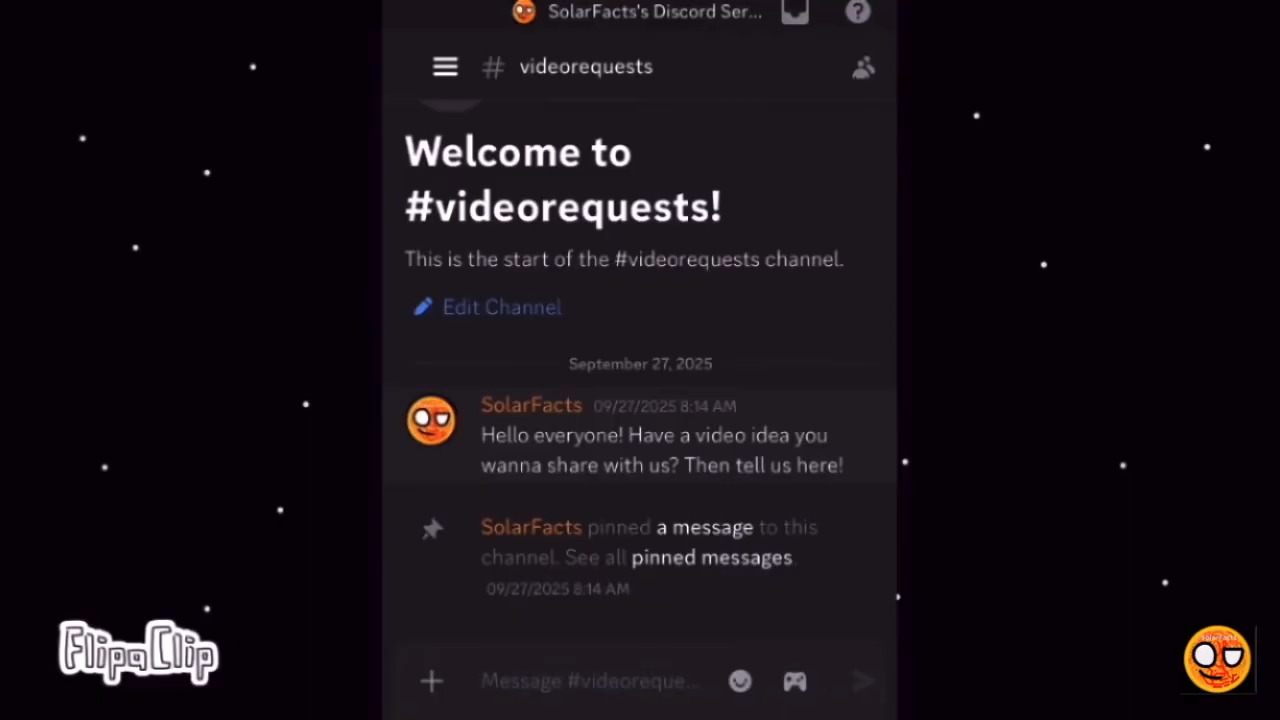 SolarFacts's Discord Ser...
# videorequests
Welcome to
#videorequests!
This is the start of the #videorequests channel.
Edit Channel
September 27, 2025
SolarFacts 09/27/2025 8:14 AM
Hello everyone! Have a video idea you
wanna share with us? Then tell us here!
SolarFacts pinned a message to this
channel. See all pinned messages
09/27/2025 8:14 AM
Message #videoreque...
FlipaClip
SolarFacts